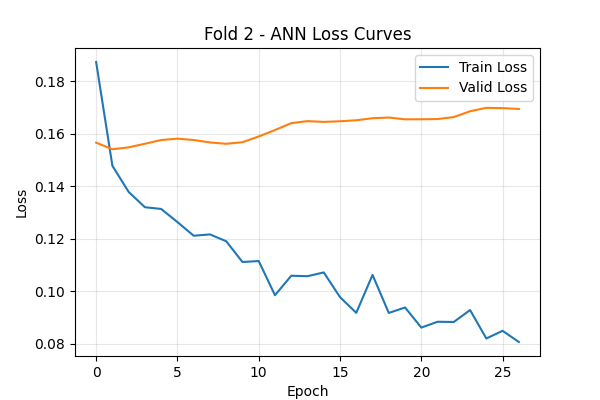 Fold 2 - ANN Loss Curves
Train Loss
Valid Loss
Loss
0.18
0.16
0.14
0.12
0.10
0.08
0 5 10 15 20 25
Epoch